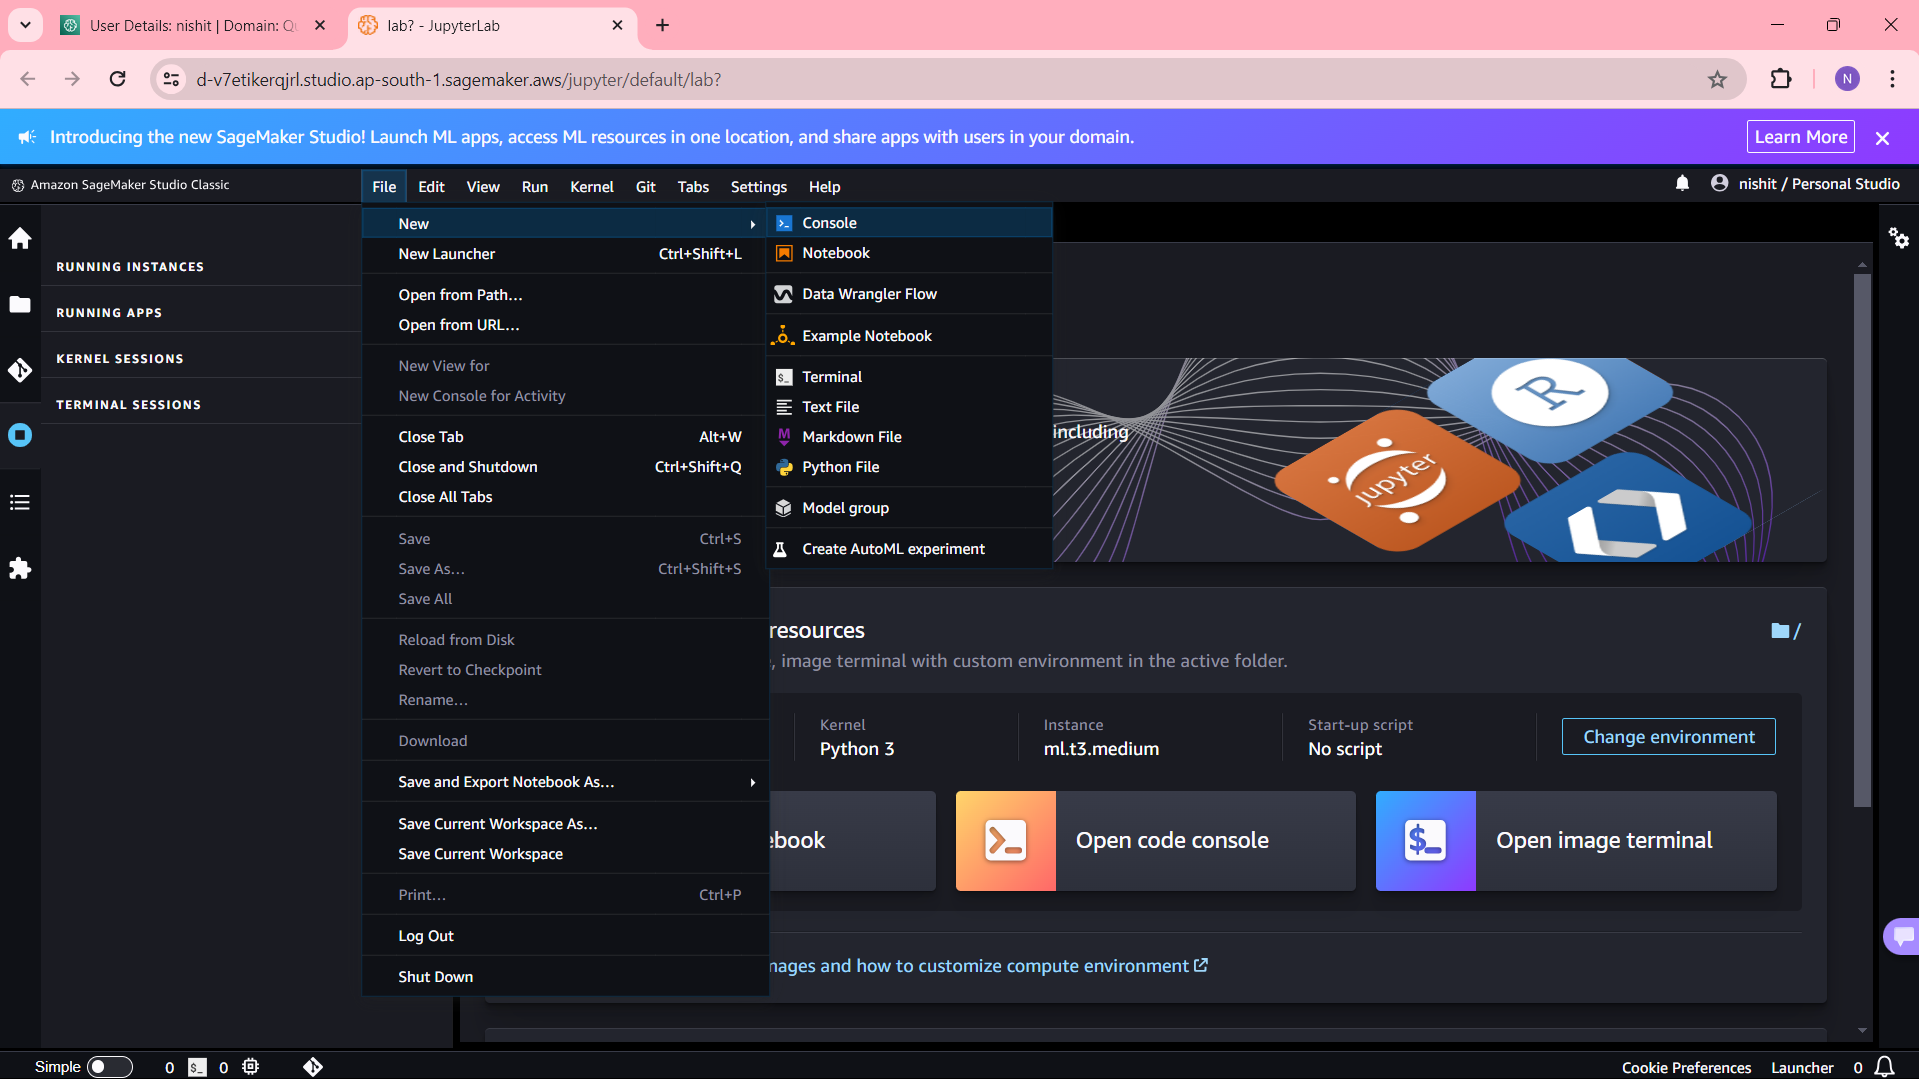 User Details: nishit | Domain: Qu
lab? - JupyterLab
d-v7etikerqjrl.studio.ap-south-1.sagemaker.aws/jupyter/default/lab?
N
Introducing the new SageMaker Studio! Launch ML apps, access ML resources in one location, and share apps with users in your domain.
Learn More
Amazon SageMaker Studio Classic
File Edit View Run Kernel Git Tabs Settings Help
nishit / Personal Studio
RUNNING INSTANCES
RUNNING APPS
KERNEL SESSIONS
TERMINAL SESSIONS
New
New Launcher Ctrl+Shift+L
Open from Path…
Open from URL…
New View for
New Console for Activity
Close Tab Alt+W
Close and Shutdown Ctrl+Shift+Q
Close All Tabs
Save Ctrl+S
Save As… Ctrl+Shift+S
Save All
Reload from Disk
Revert to Checkpoint
Rename…
Download
Save and Export Notebook As…
Save Current Workspace As…
Save Current Workspace
Print… Ctrl+P
Log Out
Shut Down
Console
Notebook
Data Wrangler Flow
Example Notebook
Terminal
Text File
Markdown File
Python File
Model group
Create AutoML experiment
including
R
jupyter
resources
/
, image terminal with custom environment in the active folder.
Kernel
Python 3
Instance
ml.t3.medium
Start-up script
No script
Change environment
ebook
Open code console
$_
Open image terminal
mages and how to customize compute environment
Simple
0 $_ 0
Cookie Preferences Launcher 0